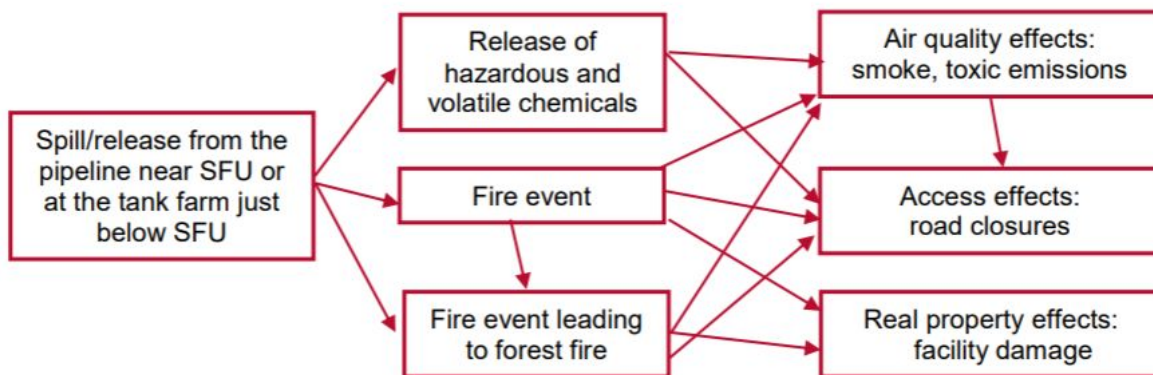 Spill/release from the
pipeline near SFU or
at the tank farm just
below SFU
Release of
hazardous and
volatile chemicals
Fire event
Fire event leading
to forest fire
Air quality effects:
smoke, toxic emissions
Access effects:
road closures
Real property effects:
facility damage